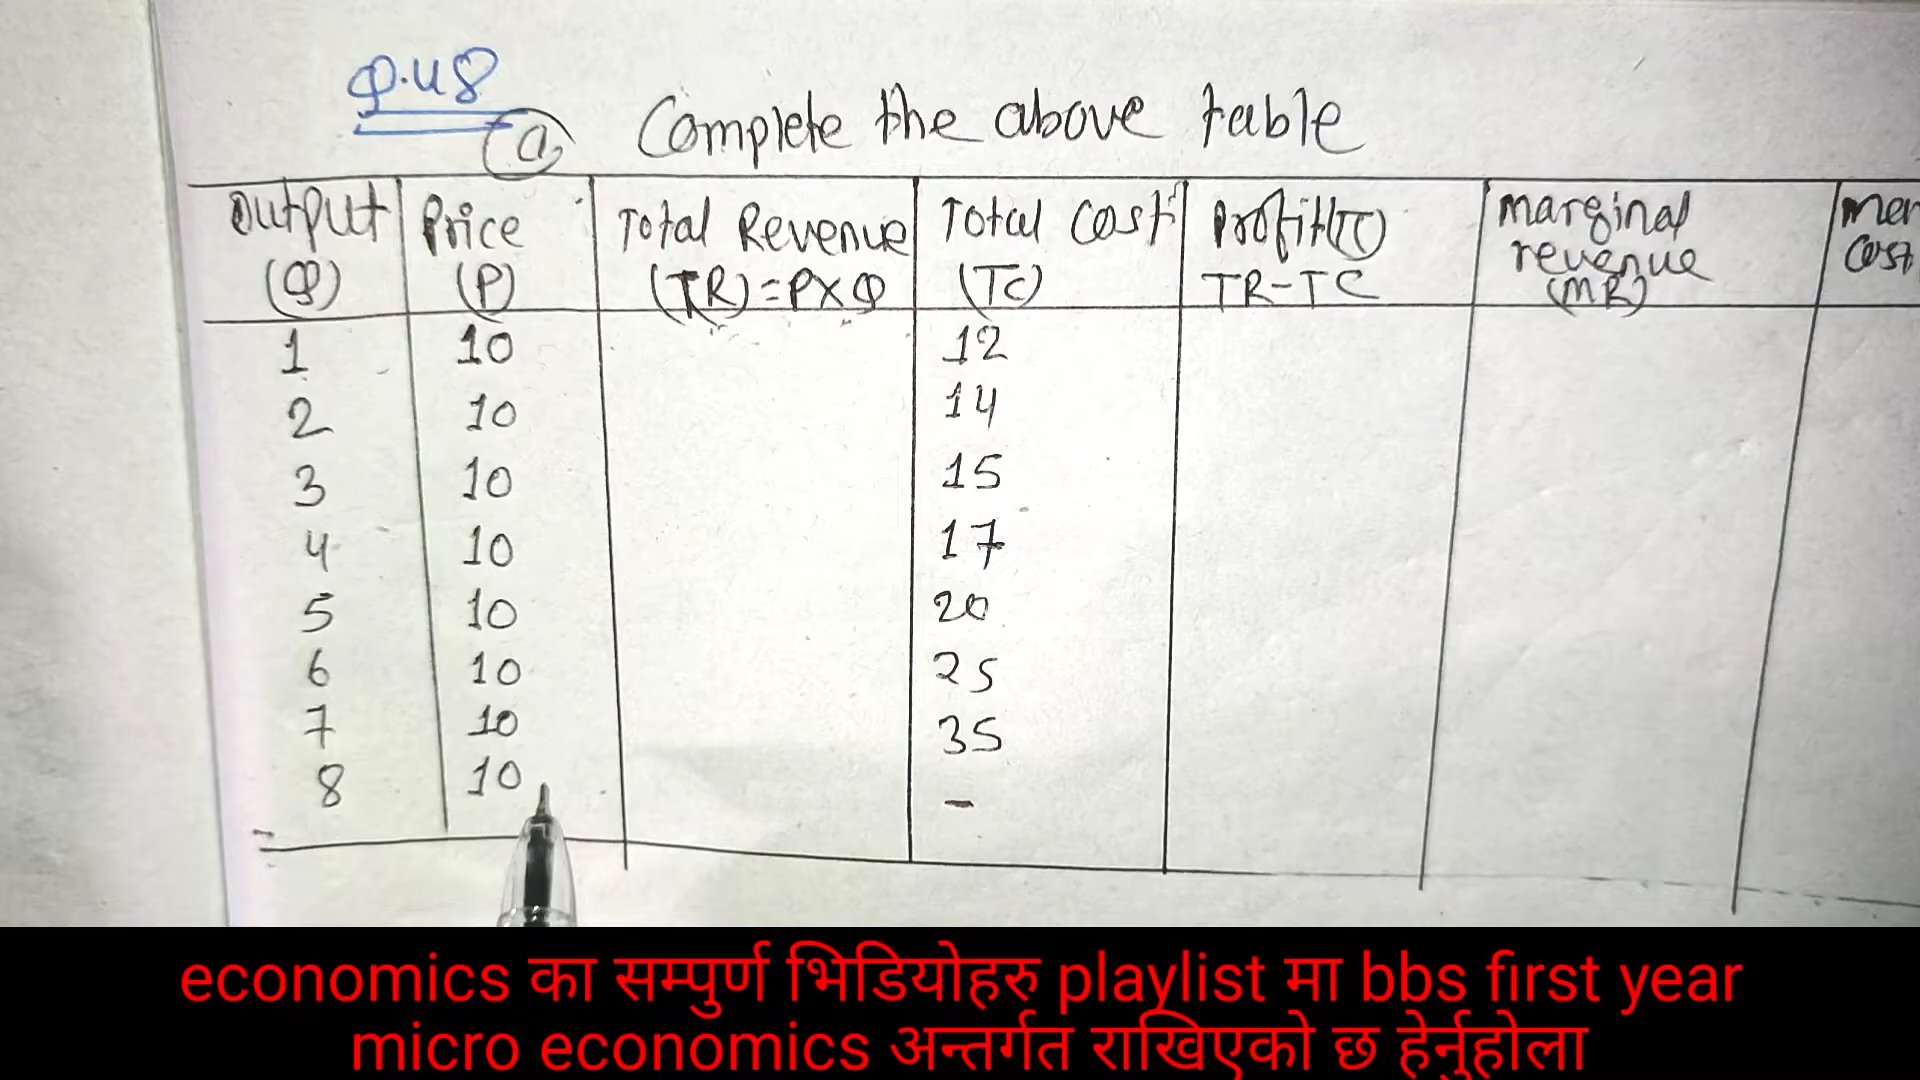 Q.N8
(a) Complete the above table
Output (Q) Price (P) Total Revenue (TR)=P×Q Total Cost (TC) Profit(π) TR-TC marginal revenue (MR) Cost
1 10 12
2 10 14
3 10 15
4 10 17
5 10 20
6 10 25
7 10 35
8 10 -
economics का सम्पुर्ण भिडियोहरु playlist मा bbs first year
micro economics अन्तर्गत राखिएको छ हेर्नुहोला